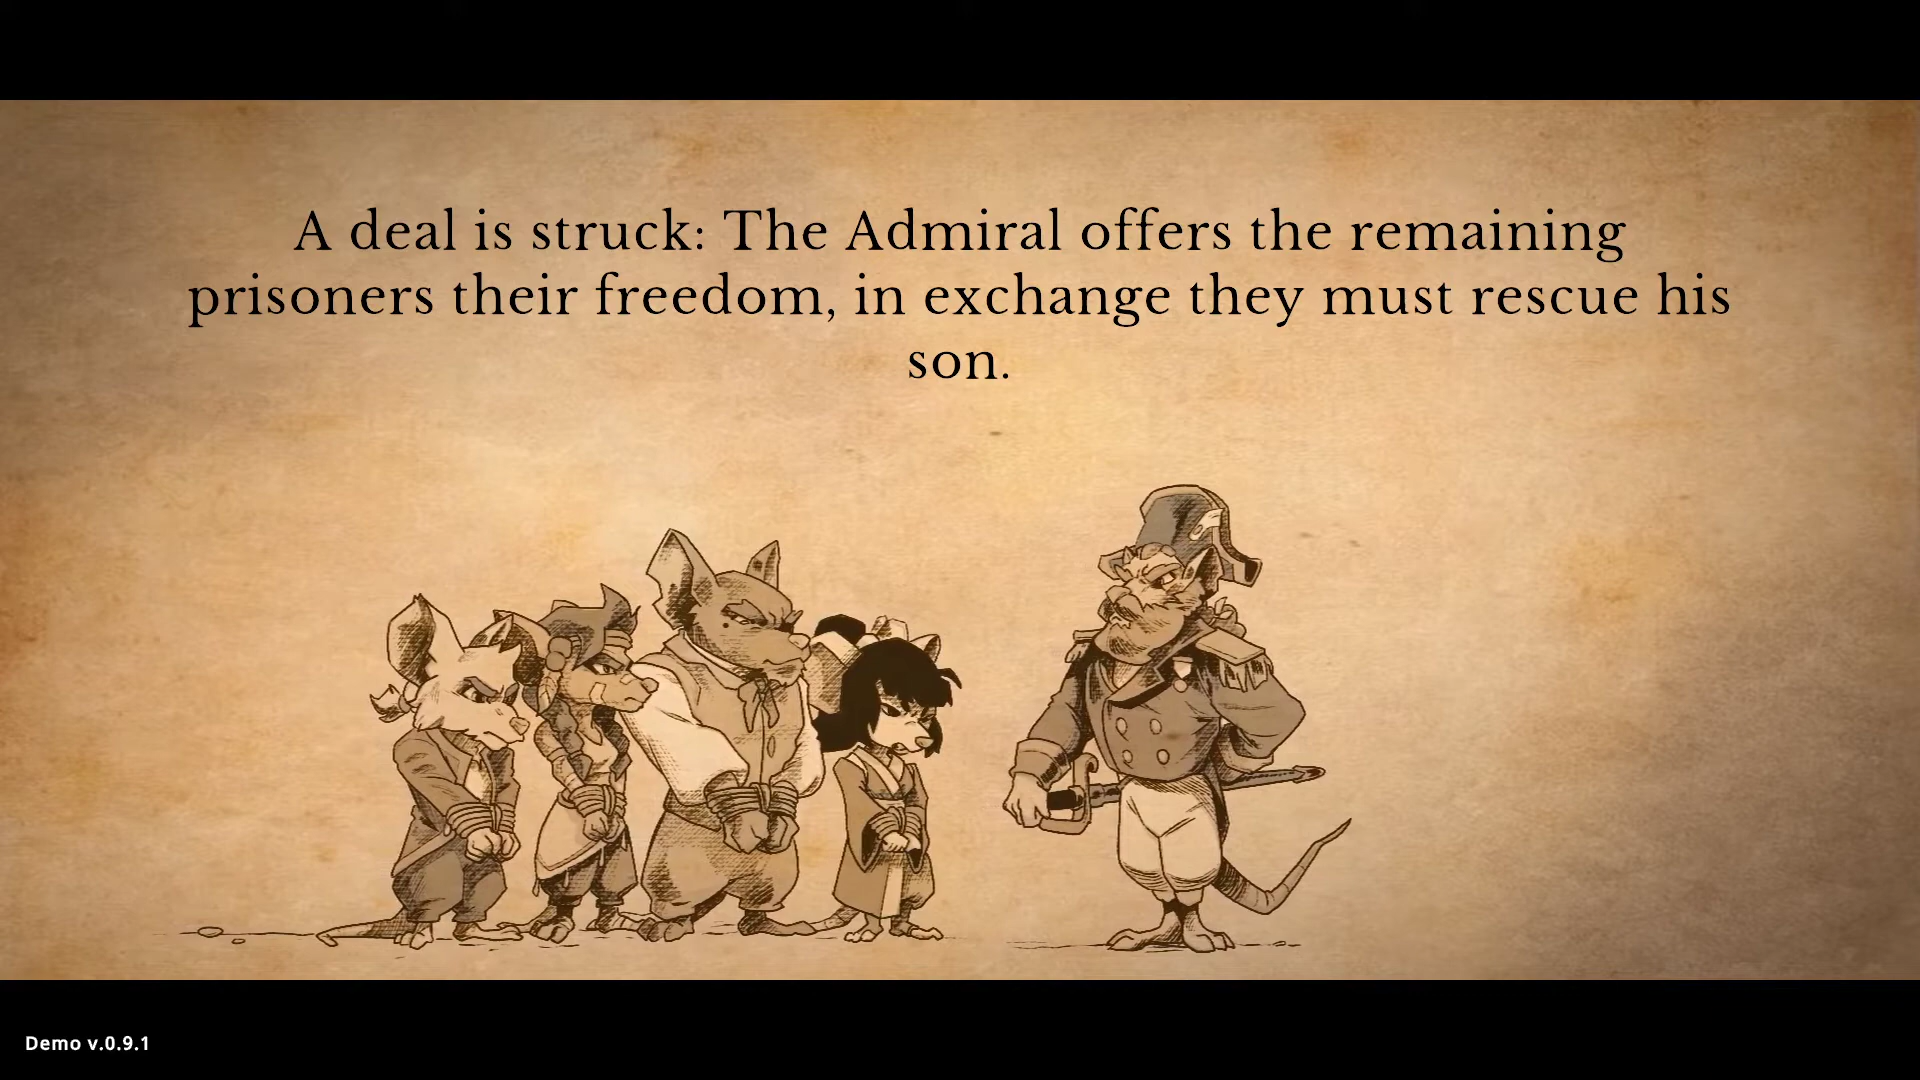 A deal is struck: The Admiral offers the remaining
prisoners their freedom, in exchange they must rescue his
son.
Demo v.0.9.1